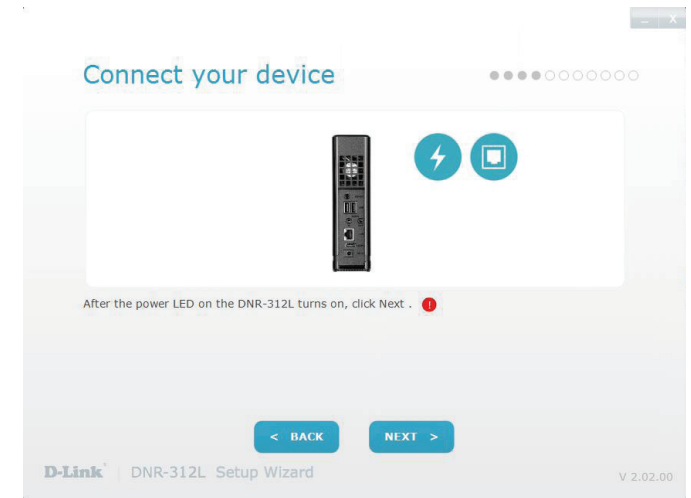 _ X
Connect your device
After the power LED on the DNR-312L turns on, click Next .
< BACK
NEXT >
D-Link DNR-312L Setup Wizard
V 2.02.00